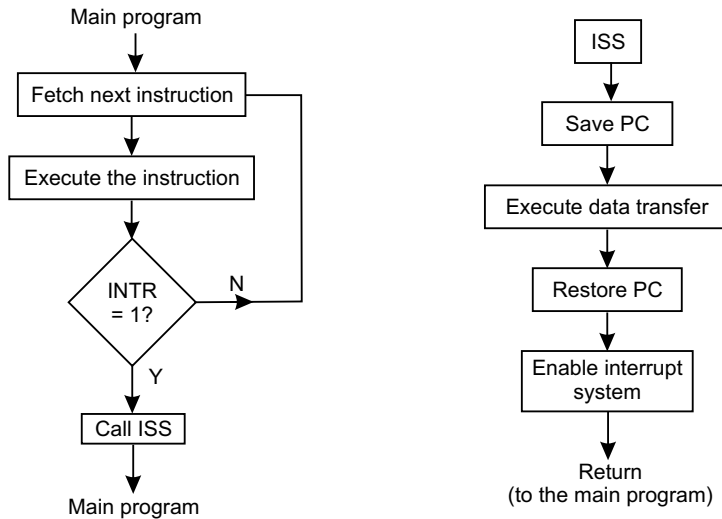 Main program
Fetch next instruction
Execute the instruction
INTR
= 1?
N
Y
Call ISS
Main program
ISS
Save PC
Execute data transfer
Restore PC
Enable interrupt
system
Return
(to the main program)